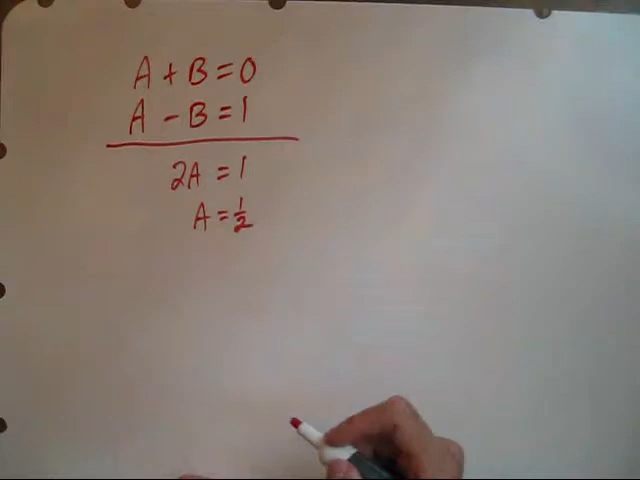 A + B = 0
A - B = 1
2A = 1
A = 1/2